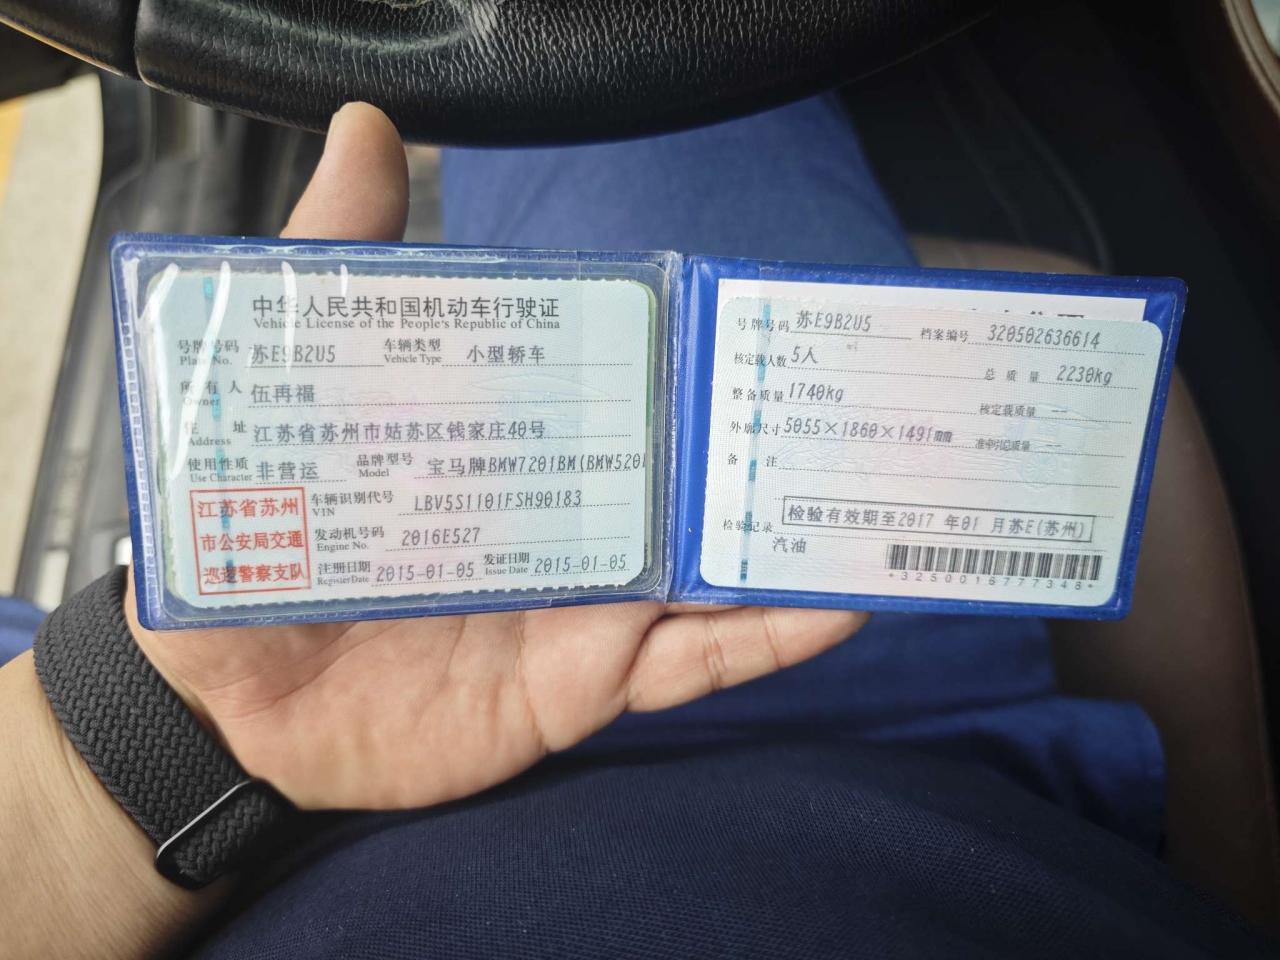 中华人民共和国机动车行驶证
Vehicle License of the People's Republic of China
号牌号码 苏E9B2U5 车辆类型 小型轿车
Plate No. Vehicle Type
所有人 伍再福
Owner
住址 江苏省苏州市姑苏区钱家庄40号
Address
使用性质 非营运 品牌型号 宝马牌BMW7201BM(BMW520
Use Character Model
江苏省苏州
市公安局交通
巡逻警察支队
车辆识别代号 LBV5S1101FSH90183
VIN
发动机号码 2016E527
Engine No.
注册日期 2015-01-05 发证日期 2015-01-05
Register Date Issue Date
号牌号码 苏E9B2U5 档案编号 320502636614
核定载人数 5人 总质量 2230kg
整备质量 1740kg 核定载质量 --
外廓尺寸 5055×1860×1491mm 准牵引总质量 --
备注
检验记录 检验有效期至2017 年01 月苏E(苏州)
汽油
*3250016777348*